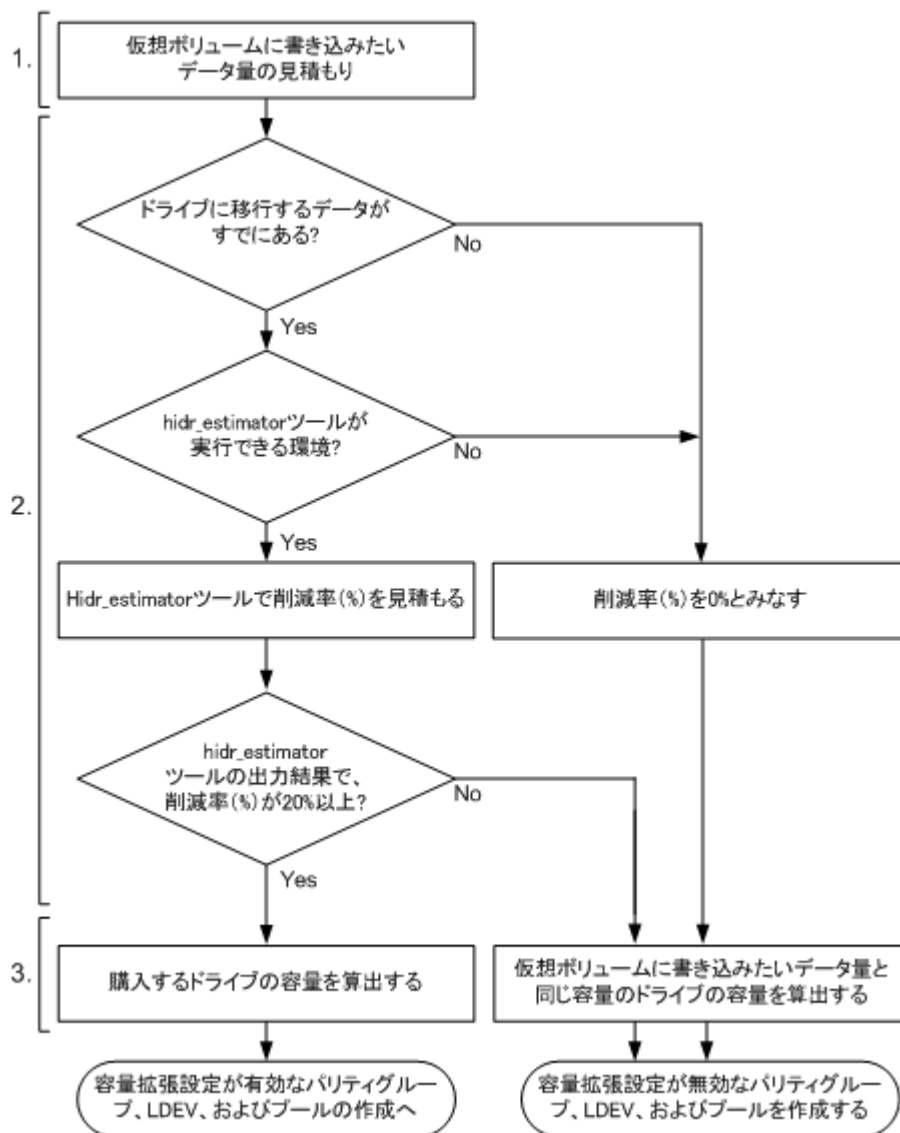 1.
仮想ボリュームに書き込みたい
データ量の見積もり
2.
ドライブに移行するデータが
すでにある?
No
Yes
hidr_estimatorツールが
実行できる環境?
No
Yes
Hidr_estimatorツールで削減率(%)を見積もる
削減率(%)を0%とみなす
hidr_estimator
ツールの出力結果で、
削減率(%)が20%以上?
No
Yes
3.
購入するドライブの容量を算出する
仮想ボリュームに書き込みたいデータ量と
同じ容量のドライブの容量を算出する
容量拡張設定が有効なパリティグルー
プ、LDEV、およびプールの作成へ
容量拡張設定が無効なパリティグルー
プ、LDEV、およびプールを作成する